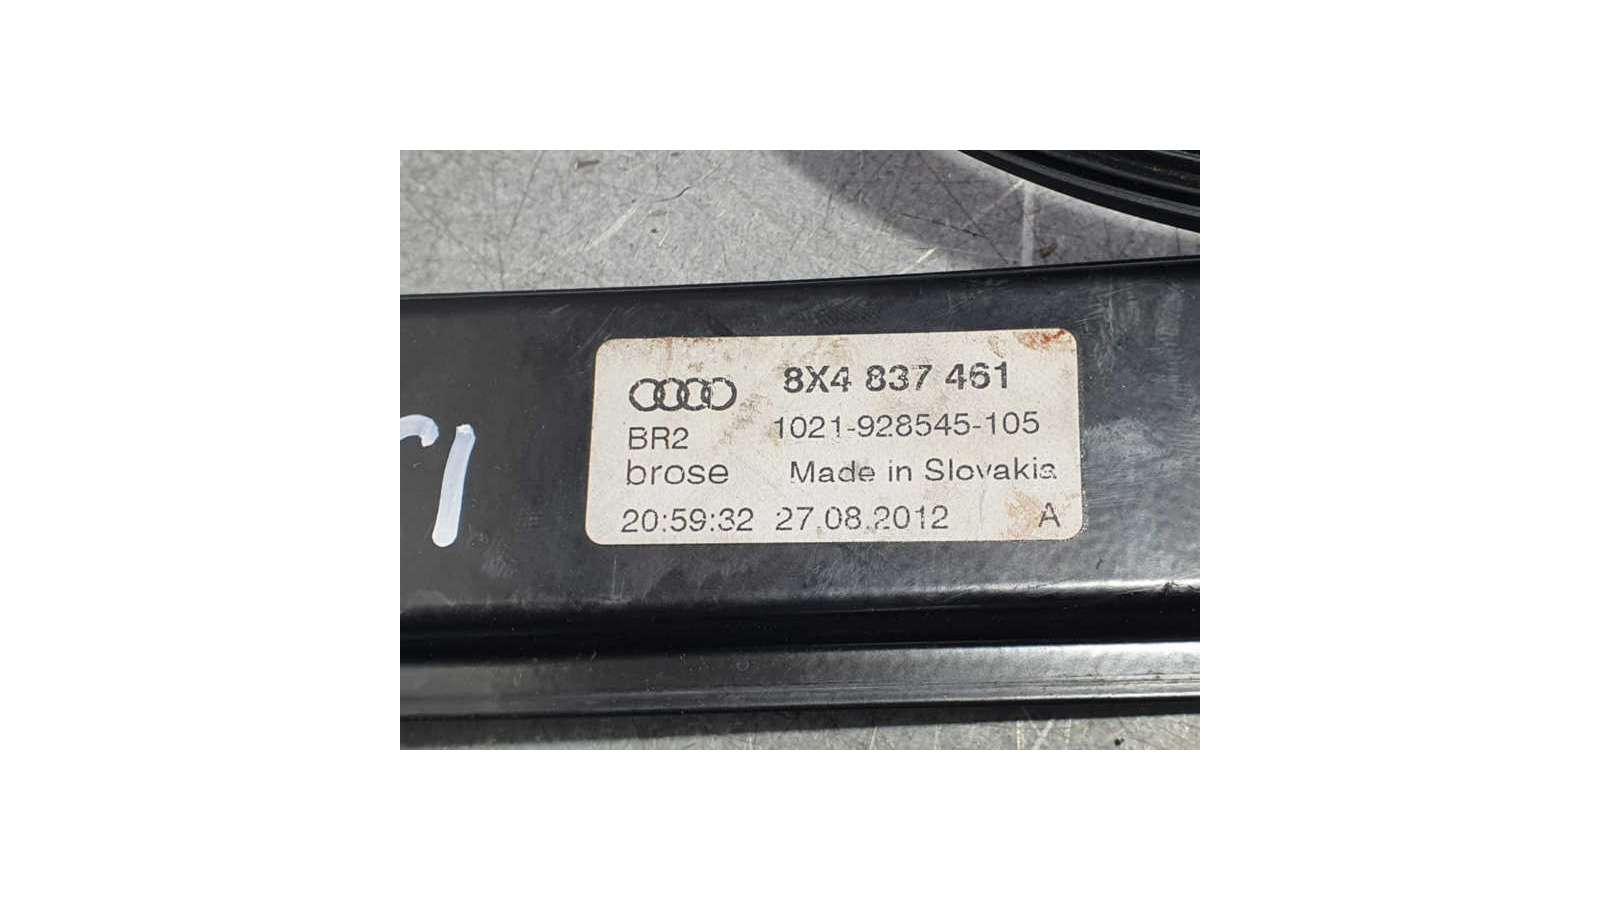 8X4 837 461
BR2 1021-928545-105
brose Made in Slovakia
20:59:32 27.08.2012 A